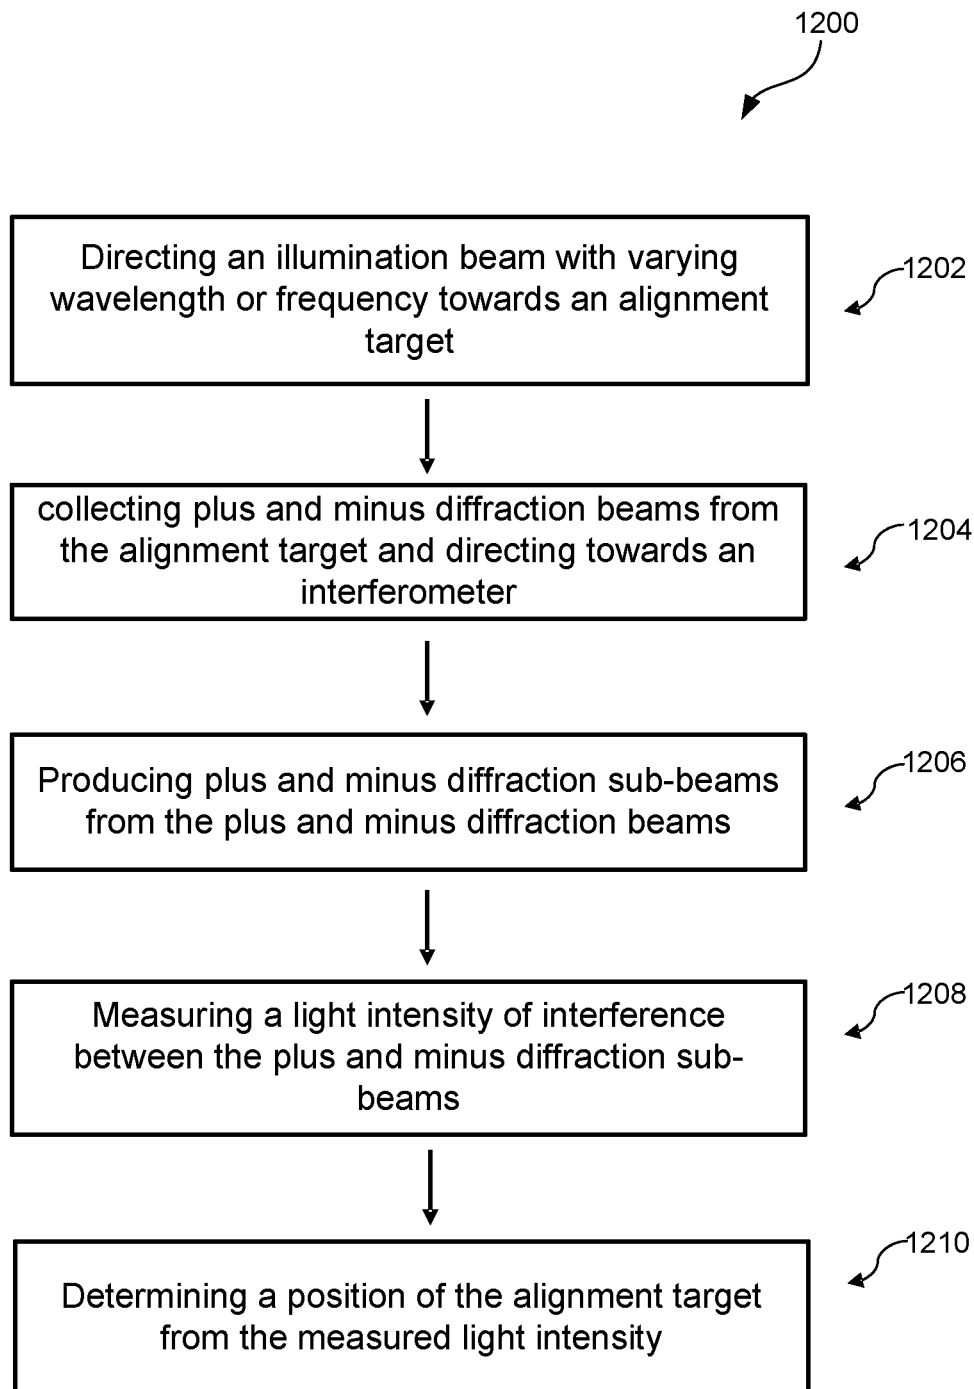 1200
Directing an illumination beam with varying
wavelength or frequency towards an alignment
target
1202
collecting plus and minus diffraction beams from
the alignment target and directing towards an
interferometer
1204
Producing plus and minus diffraction sub-beams
from the plus and minus diffraction beams
1206
Measuring a light intensity of interference
between the plus and minus diffraction sub-
beams
1208
Determining a position of the alignment target
from the measured light intensity
1210